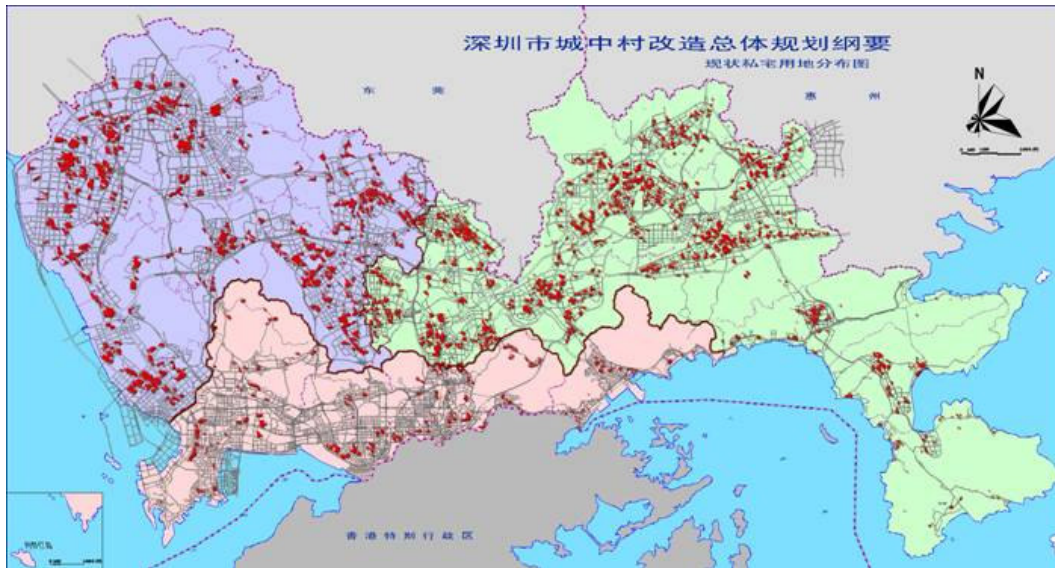 深圳市城中村改造总体规划纲要
现状私宅用地分布图
东 莞
惠 州
N
香港特别行政区